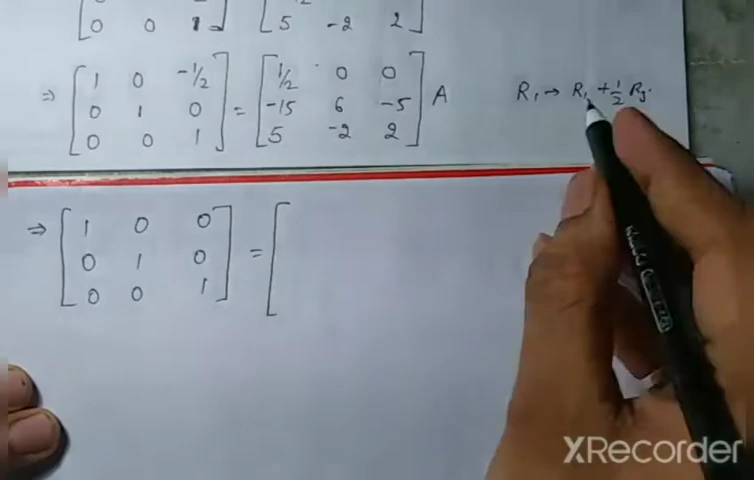 [ 0 0 1 ] [ 5 -2 2 ]
⇒ [ 1 0 -1/2 ] = [ 1/2 0 0 ] A R₁ → R₁ + 1/2 R₃.
[ 0 1 0 ] [ -15 6 -5 ]
[ 0 0 1 ] [ 5 -2 2 ]
⇒ [ 1 0 0 ] = [
[ 0 1 0 ]
[ 0 0 1 ]
XRecorder